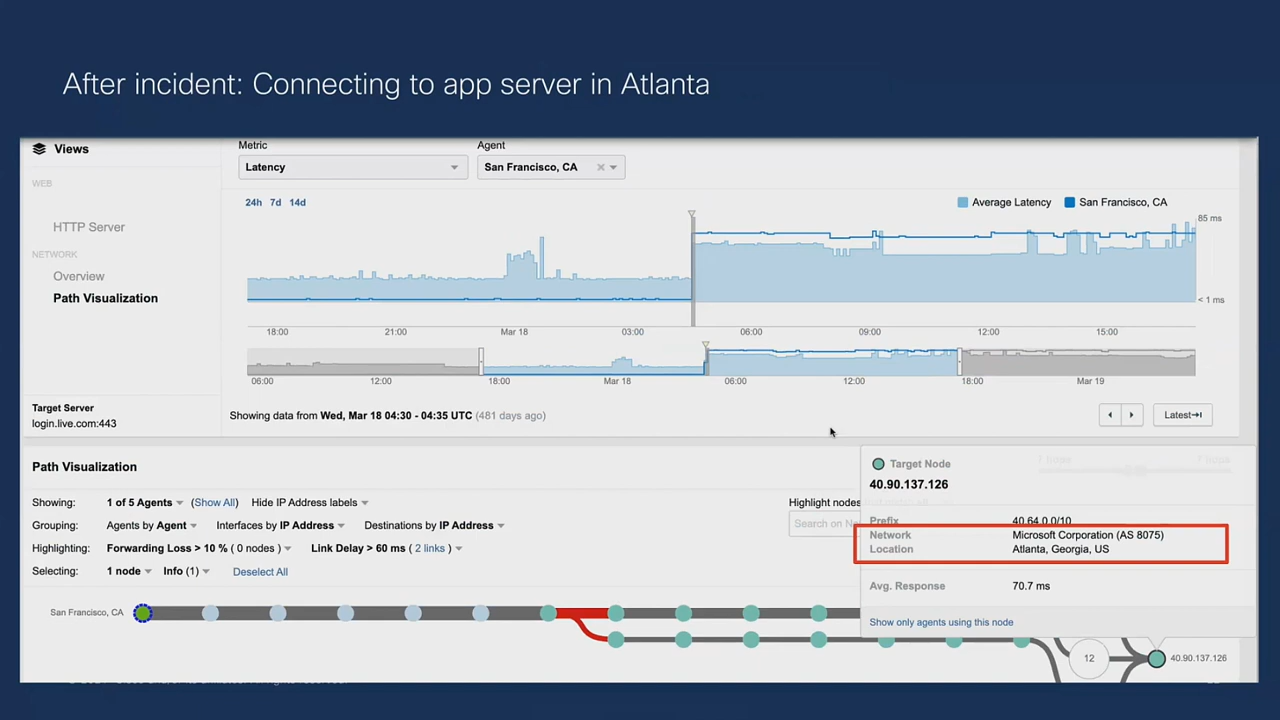 After incident: Connecting to app server in Atlanta
Views
WEB
HTTP Server
NETWORK
Overview
Path Visualization
Target Server
login.live.com:443
Metric
Agent
Latency
San Francisco, CA
24h 7d 14d
Average Latency San Francisco, CA
85 ms
< 1 ms
18:00 21:00 Mar 18 03:00 06:00 09:00 12:00 15:00
06:00 12:00 18:00 Mar 18 06:00 12:00 18:00 Mar 19
Showing data from Wed, Mar 18 04:30 - 04:35 UTC (481 days ago)
Latest
Path Visualization
Showing: 1 of 5 Agents (Show All) Hide IP Address labels
Grouping: Agents by Agent Interfaces by IP Address Destinations by IP Address
Highlighting: Forwarding Loss > 10 % ( 0 nodes ) Link Delay > 60 ms ( 2 links )
Selecting: 1 node Info (1) Deselect All
Highlight nodes
Search on
Target Node
40.90.137.126
Prefix 40.64.0.0/10
Network Microsoft Corporation (AS 8075)
Location Atlanta, Georgia, US
Avg. Response 70.7 ms
Show only agents using this node
San Francisco, CA
12
40.90.137.126